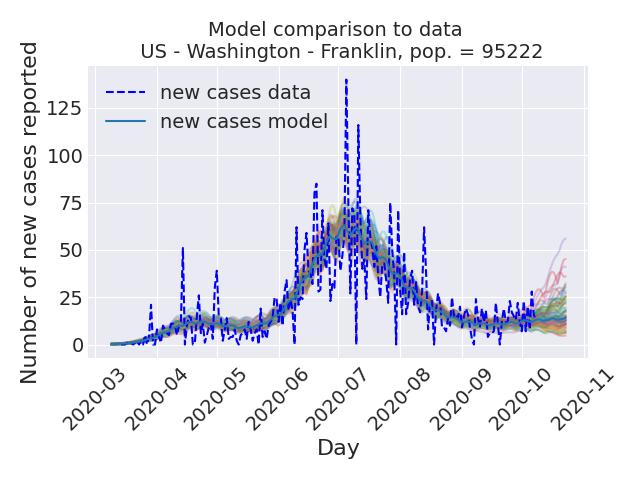 Model comparison to data
US - Washington - Franklin, pop. = 95222
new cases data
new cases model
Number of new cases reported
125
100
75
50
25
0
2020-03
2020-04
2020-05
2020-06
2020-07
2020-08
2020-09
2020-10
2020-11
Day